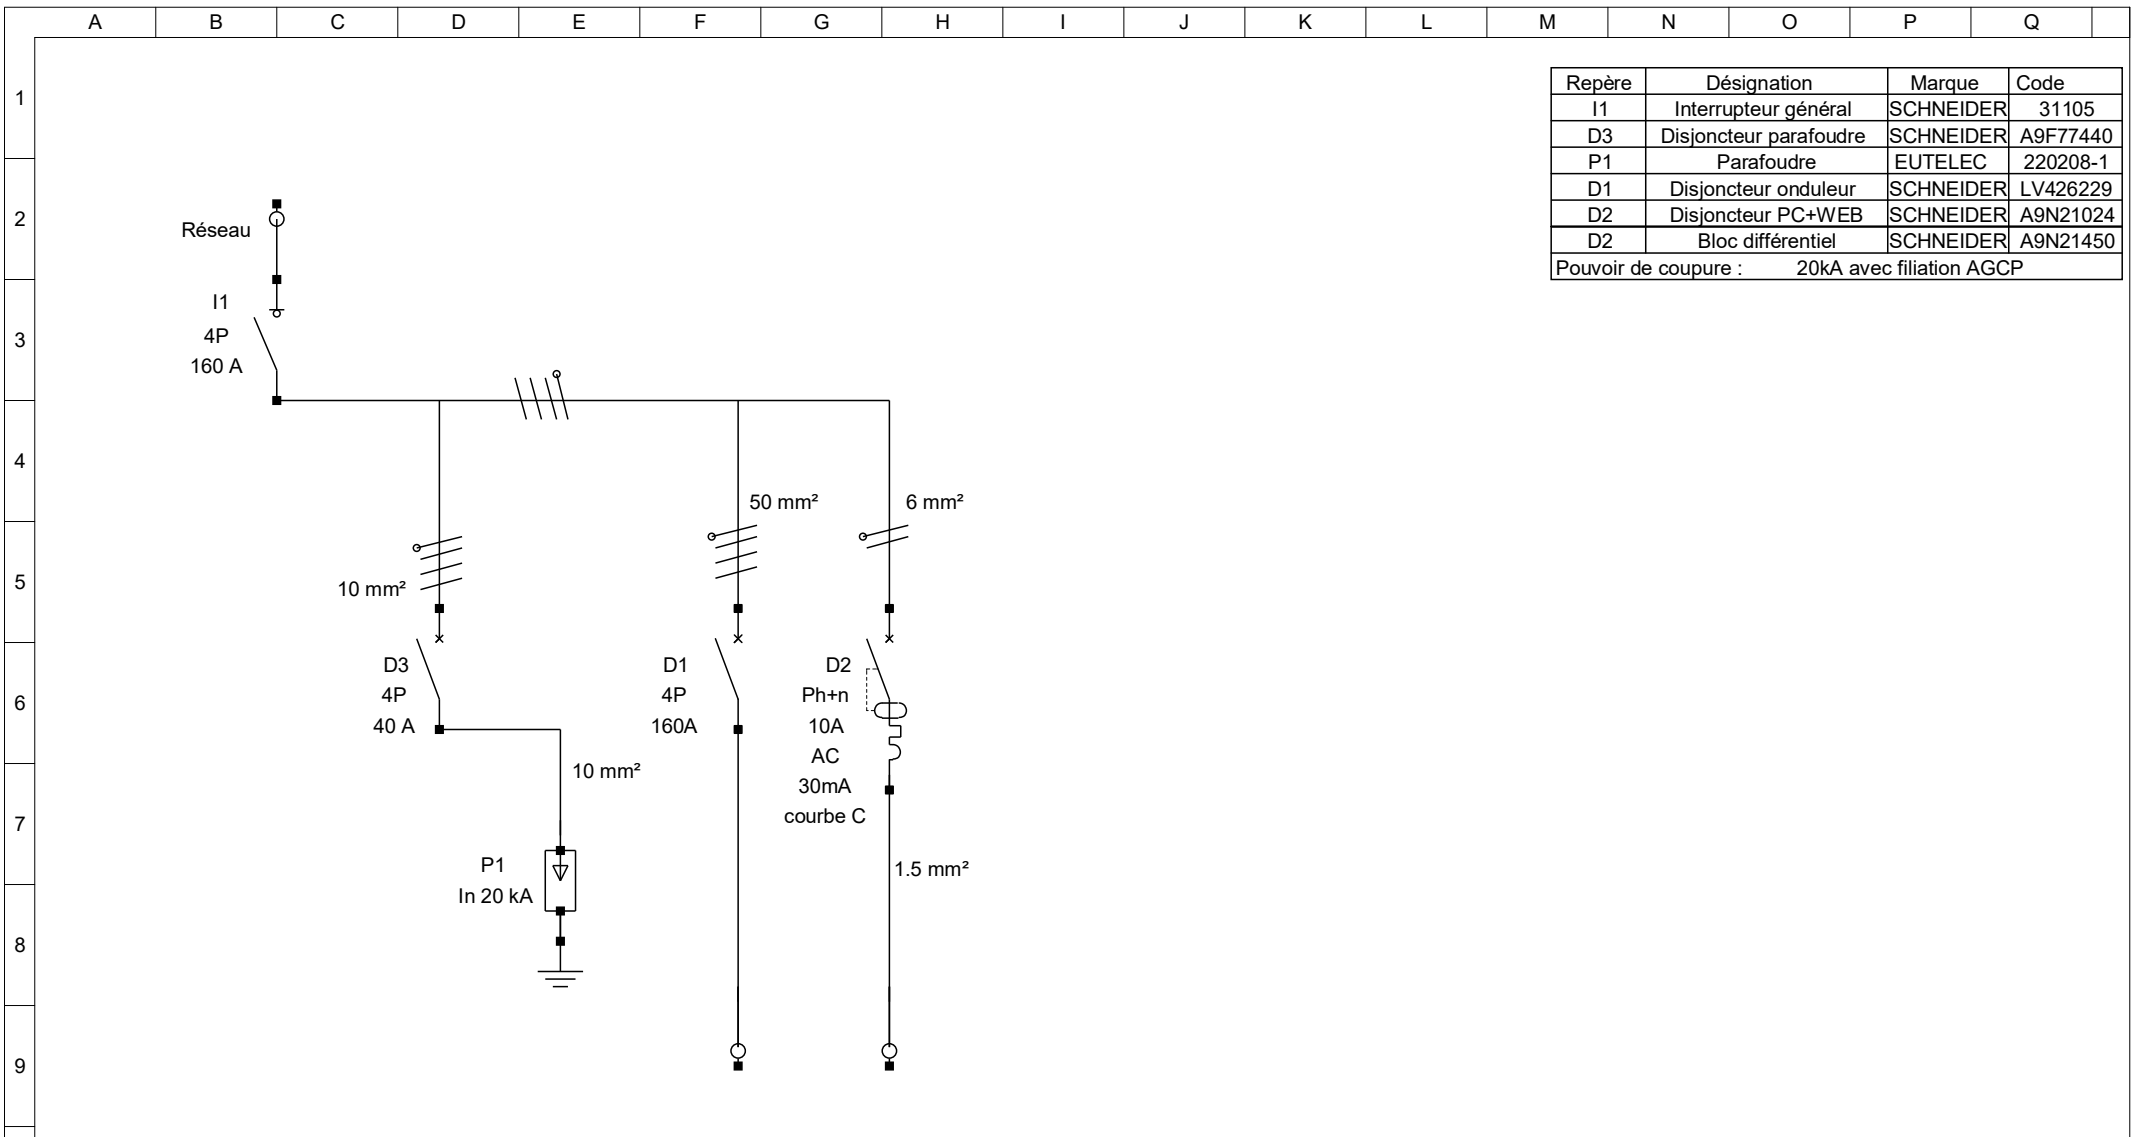 A B C D E F G H I J K L M N O P Q
1
2
3
4
5
6
7
8
9
Repère Désignation Marque Code
I1 Interrupteur général SCHNEIDER 31105
D3 Disjoncteur parafoudre SCHNEIDER A9F77440
P1 Parafoudre EUTELEC 220208-1
D1 Disjoncteur onduleur SCHNEIDER LV426229
D2 Disjoncteur PC+WEB SCHNEIDER A9N21024
D2 Bloc différentiel SCHNEIDER A9N21450
Pouvoir de coupure : 20kA avec filiation AGCP
Réseau
I1
4P
160 A
50 mm²
6 mm²
10 mm²
D3
4P
40 A
D1
4P
160A
D2
Ph+n
10A
AC
30mA
courbe C
10 mm²
P1
In 20 kA
1.5 mm²